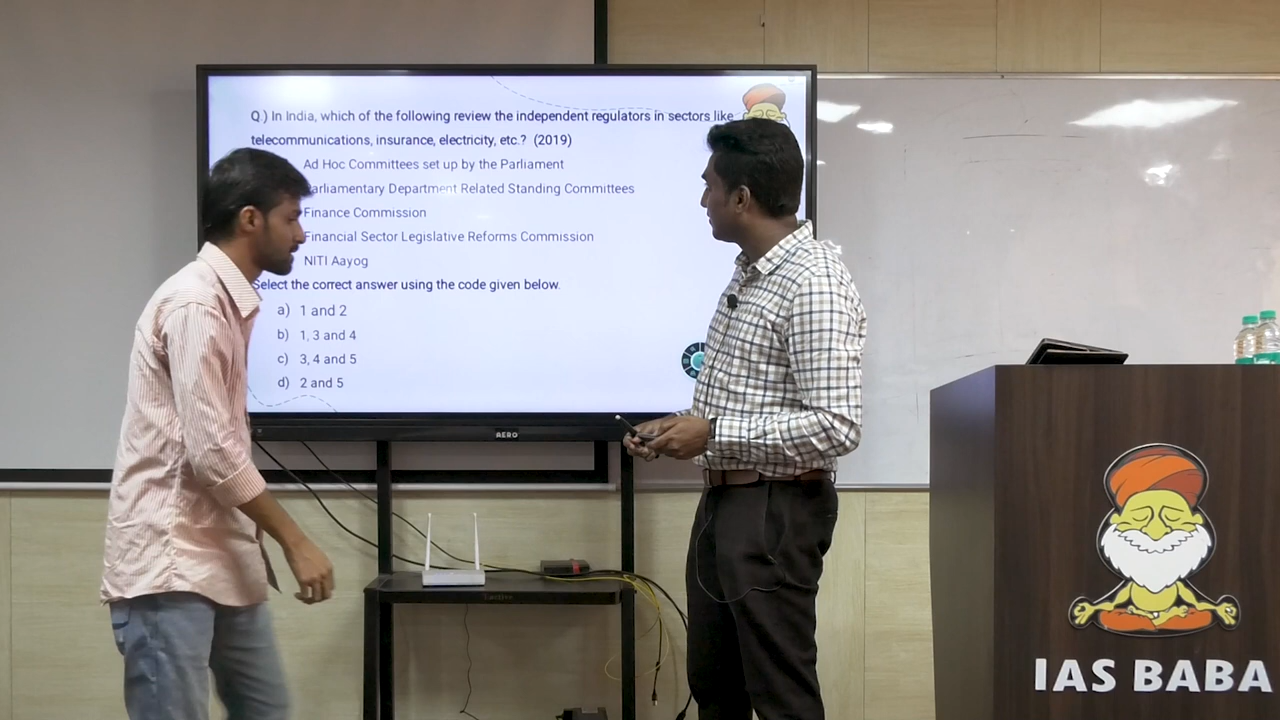 Q.) In India, which of the following review the independent regulators in sectors like
telecommunications, insurance, electricity, etc.? (2019)
Ad Hoc Committees set up by the Parliament
Parliamentary Department Related Standing Committees
Finance Commission
Financial Sector Legislative Reforms Commission
NITI Aayog
Select the correct answer using the code given below.
a) 1 and 2
b) 1, 3 and 4
c) 3, 4 and 5
d) 2 and 5
AERO
IAS BABA